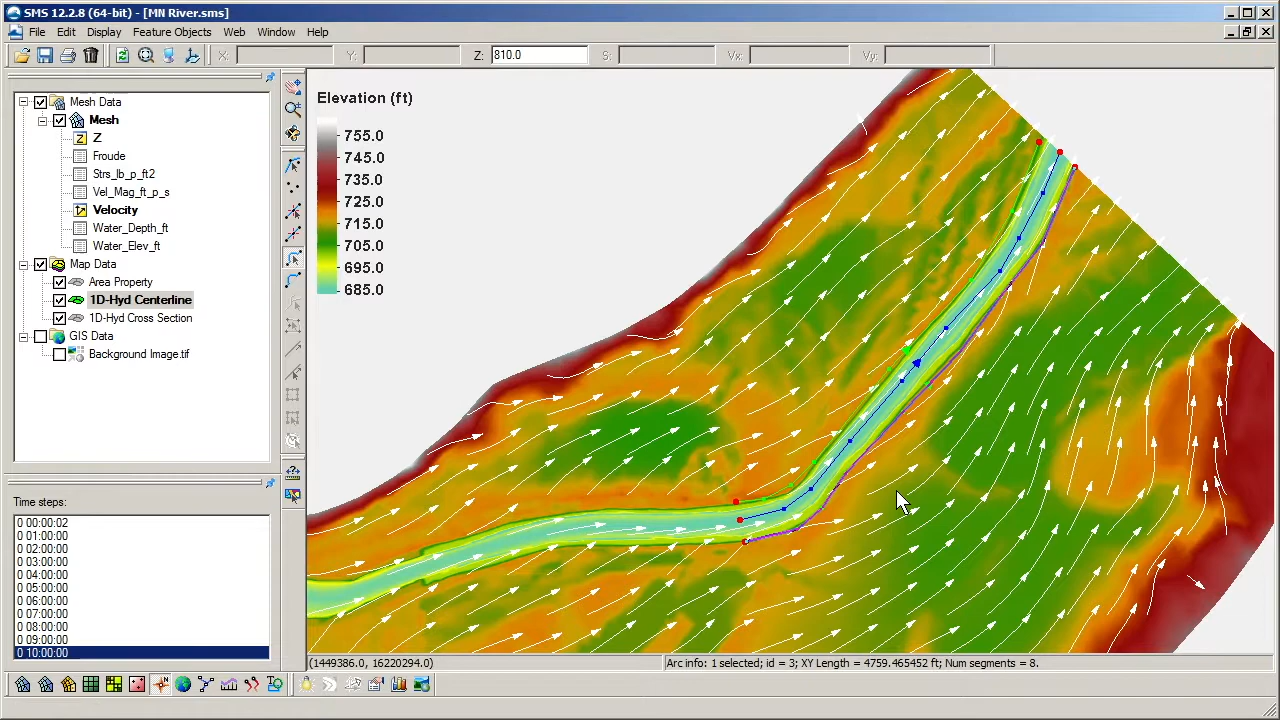 SMS 12.2.8 (64-bit) - [MN River.sms]
File Edit Display Feature Objects Web Window Help
X: Y: Z: 810.0 S: Vx: Vy:
Mesh Data
Mesh
Z
Froude
Strs_lb_p_ft2
Vel_Mag_ft_p_s
Velocity
Water_Depth_ft
Water_Elev_ft
Map Data
Area Property
1D-Hyd Centerline
1D-Hyd Cross Section
GIS Data
Background Image.tif
Time steps:
0 00:00:02
0 01:00:00
0 02:00:00
0 03:00:00
0 04:00:00
0 05:00:00
0 06:00:00
0 07:00:00
0 08:00:00
0 09:00:00
0 10:00:00
Elevation (ft)
755.0
745.0
735.0
725.0
715.0
705.0
695.0
685.0
(1449386.0, 16220294.0)
Arc info: 1 selected; id = 3; XY Length = 4759.465452 ft; Num segments = 8.